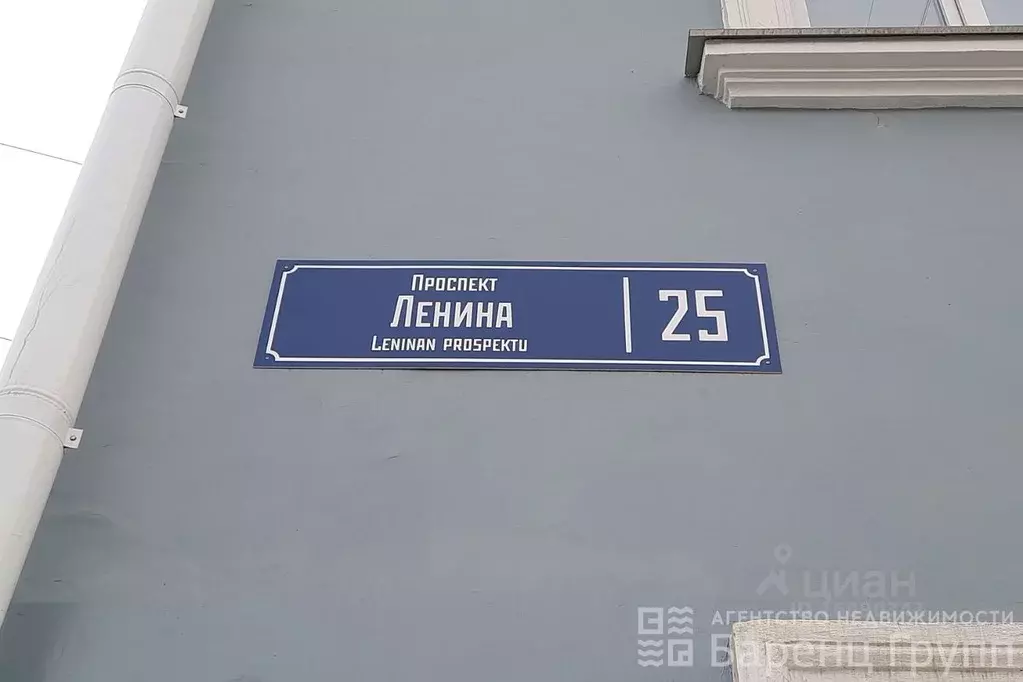 Проспект
Ленина
Leninan prospektu
25
циан
агентство недвижимости
Баренц Групп